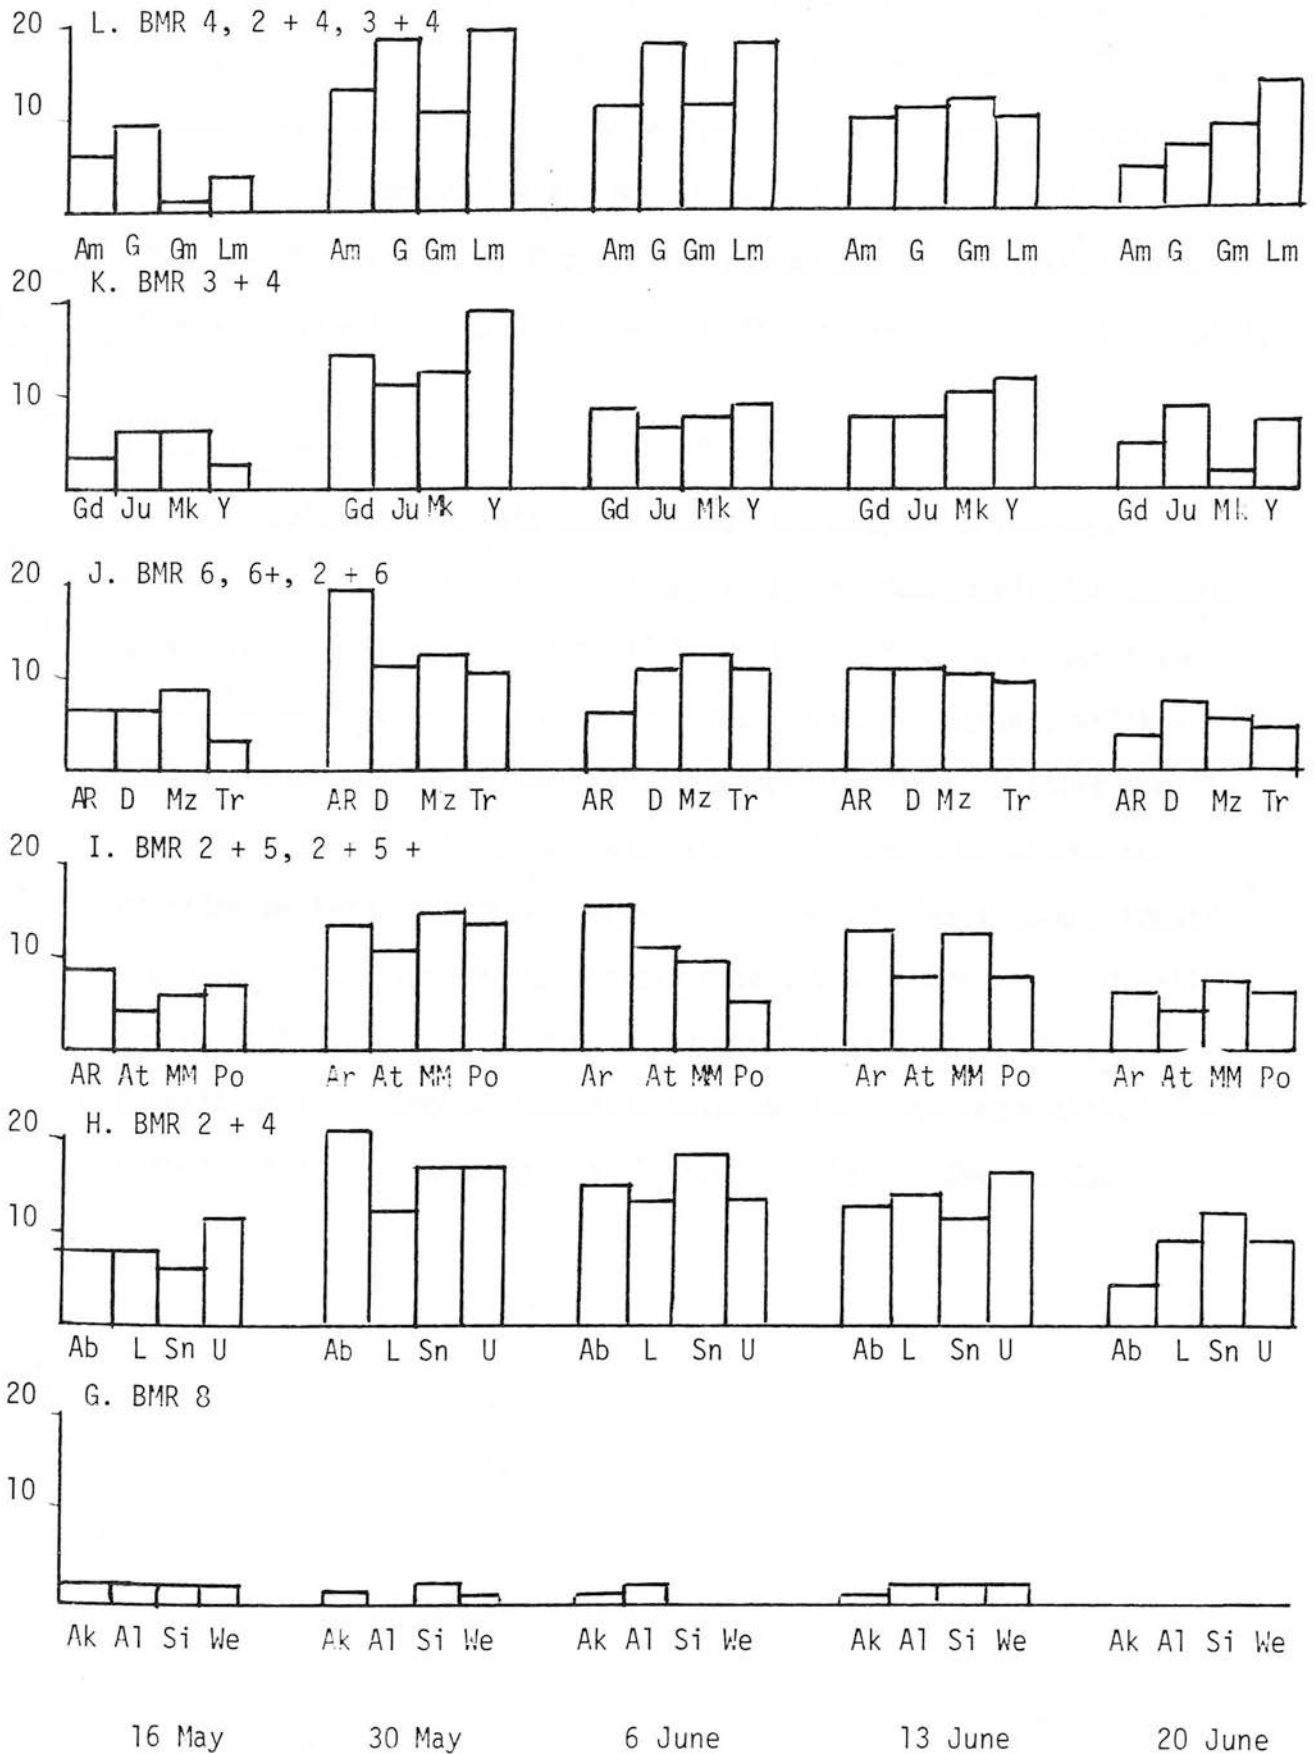 20 L. BMR 4, 2 + 4, 3 + 4
10
Am G Gm Lm Am G Gm Lm Am G Gm Lm Am G Gm Lm Am G Gm Lm
20 K. BMR 3 + 4
10
Gd Ju Mk Y Gd Ju Mk Y Gd Ju Mk Y Gd Ju Mk Y Gd Ju Mk Y
20 J. BMR 6, 6+, 2 + 6
10
AR D Mz Tr AR D Mz Tr AR D Mz Tr AR D Mz Tr AR D Mz Tr
20 I. BMR 2 + 5, 2 + 5 +
10
AR At MM Po Ar At MM Po Ar At MM Po Ar At MM Po Ar At MM Po
20 H. BMR 2 + 4
10
Ab L Sn U Ab L Sn U Ab L Sn U Ab L Sn U Ab L Sn U
20 G. BMR 8
10
Ak Al Si We Ak Al Si We Ak Al Si We Ak Al Si We Ak Al Si We
16 May 30 May 6 June 13 June 20 June